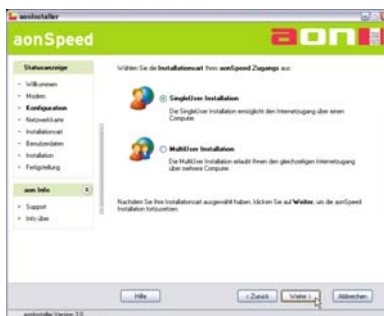 aonInstaller
aonSpeed
aon
Statusanzeige
- Willkommen
- Modem
- Konfiguration
- Netzwerkkarte
- Installationsart
- Benutzerdaten
- Installation
- Fertigstellung
aon Info
- Support
- Info über
Wählen Sie die Installationsart Ihres aonSpeed Zugangs aus:
SingleUser Installation
Die SingleUser Installation ermöglicht den Internetzugang über einen
Computer.
MultiUser Installation
Die MultiUser Installation erlaubt Ihnen den gleichzeitigen Internetzugang
über mehrere Computer.
Nachdem Sie Ihre Installationsart ausgewählt haben, klicken Sie auf Weiter, um die aonSpeed
Installation fortzusetzen.
Hilfe
< Zurück
Weiter >
Abbrechen
aonInstaller Version 3.0